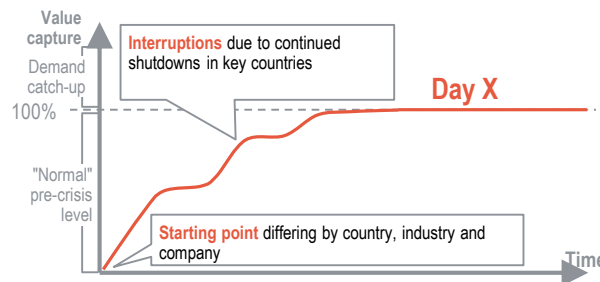 Value
capture
Interruptions due to continued
shutdowns in key countries
Demand
catch-up
Day X
100%
"Normal"
pre-crisis
level
Starting point differing by country, industry and
company
Time